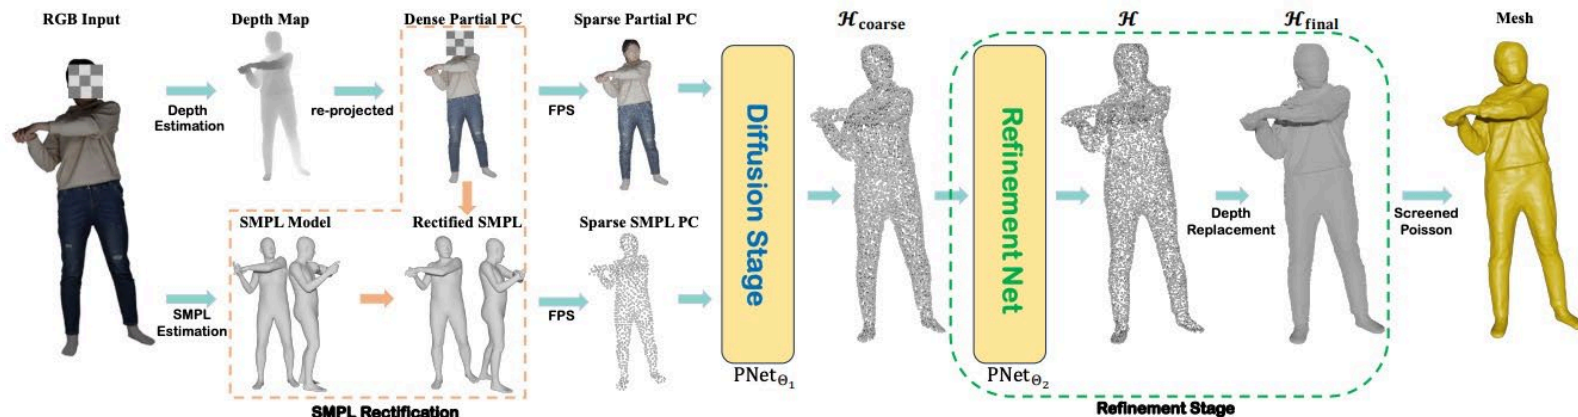 RGB Input
Depth Map
Dense Partial PC
Sparse Partial PC
𝓗coarse
𝓗
𝓗final
Mesh
Depth
Estimation
re-projected
FPS
Diffusion Stage
Refinement Net
Depth
Replacement
Screened
Poisson
SMPL Model
Rectified SMPL
Sparse SMPL PC
SMPL
Estimation
FPS
PNetΘ1
PNetΘ2
SMPL Rectification
Refinement Stage